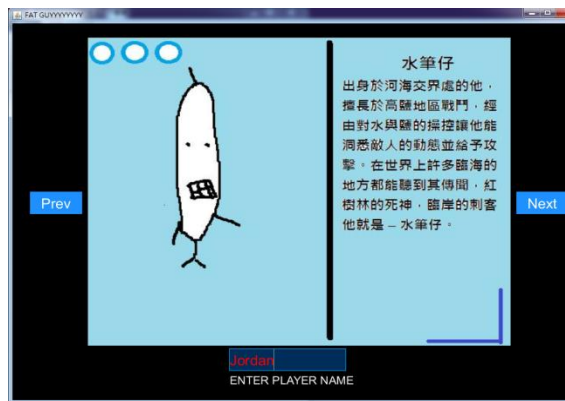 FAT GUYYYYYYYY
水筆仔
出身於河海交界處的他，
擅長於高鹽地區戰鬥，經
由對水與鹽的操控讓他能
洞悉敵人的動態並給予攻
擊。在世界上許多臨海的
地方都能聽到其傳聞，紅
樹林的死神，臨岸的刺客
他就是 – 水筆仔。
Prev
Next
Jordan
ENTER PLAYER NAME